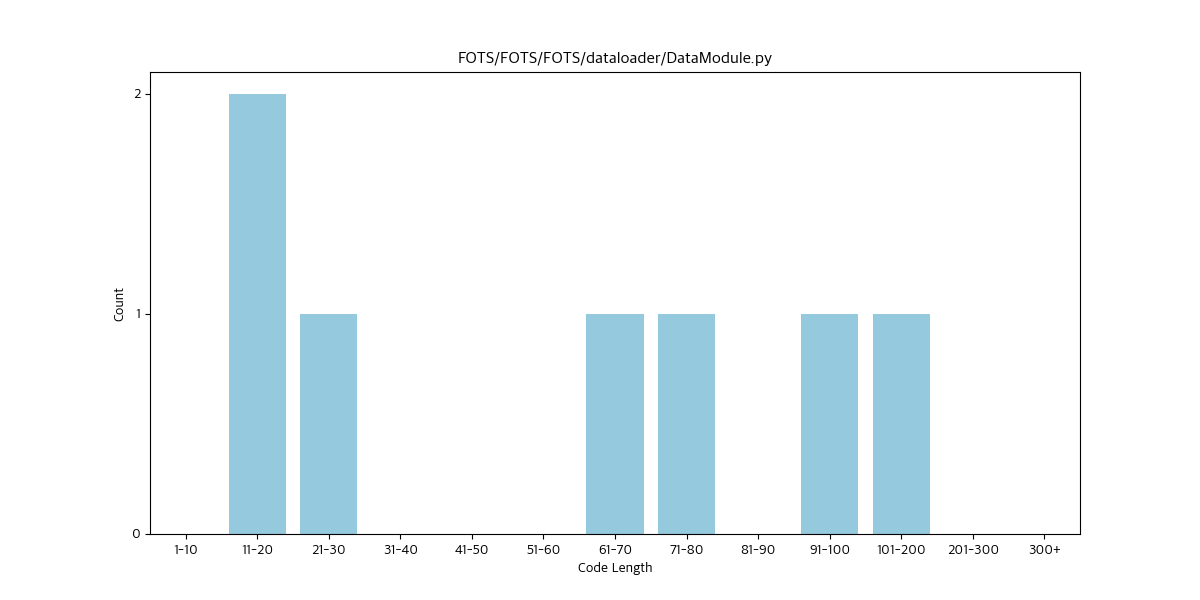 FOTS/FOTS/FOTS/dataloader/DataModule.py
2
1
0
Count
1-10 11-20 21-30 31-40 41-50 51-60 61-70 71-80 81-90 91-100 101-200 201-300 300+
Code Length